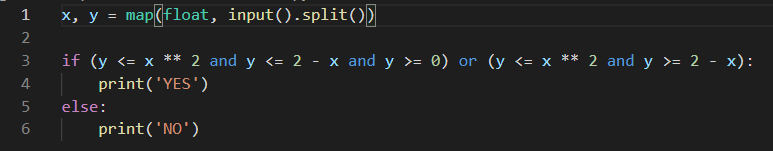 1 x, y = map(float, input().split())
2
3 if (y <= x ** 2 and y <= 2 - x and y >= 0) or (y <= x ** 2 and y >= 2 - x):
4     print('YES')
5 else:
6     print('NO')